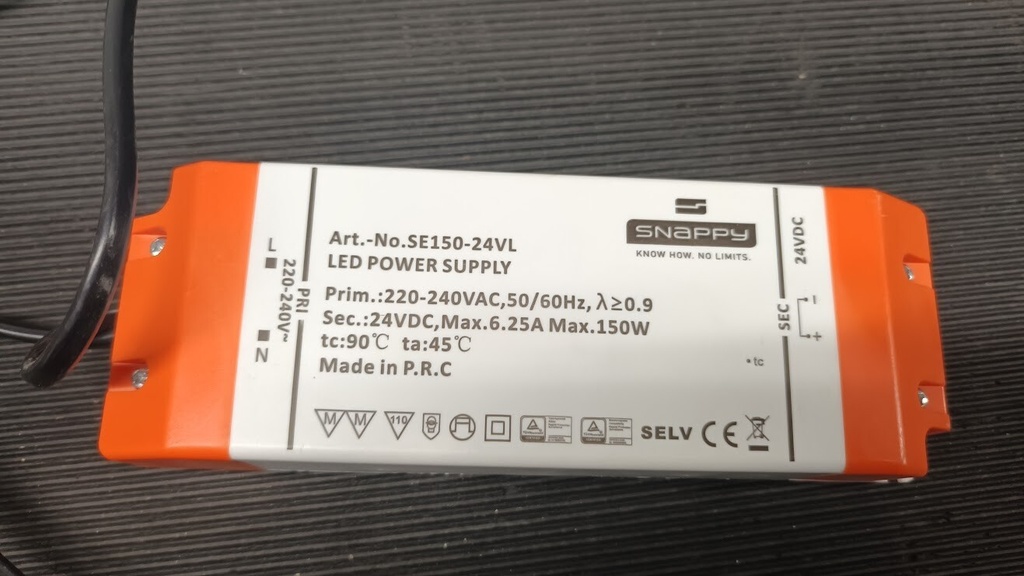 SNAPPY
KNOW HOW. NO LIMITS.
Art.-No.SE150-24VL
LED POWER SUPPLY
Prim.:220-240VAC,50/60Hz, λ≥0.9
Sec.:24VDC,Max.6.25A Max.150W
tc:90℃ ta:45℃
Made in P.R.C
L
N
PRI
220-240V~
24VDC
SEC
-
+
• tc
M M 110
SELV CE